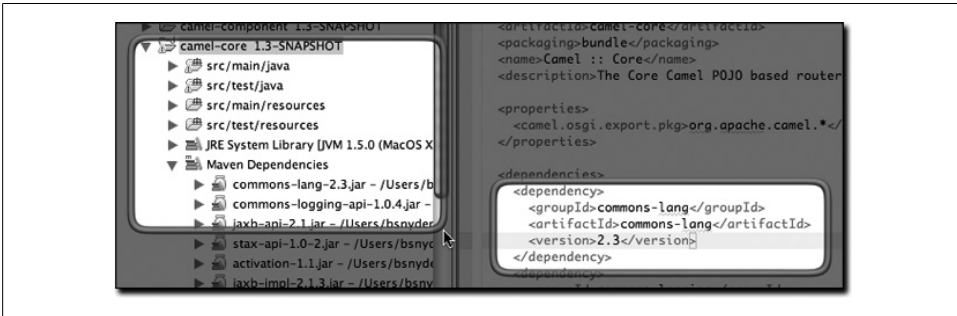 camel-component 1.3-SNAPSHOT
camel-core 1.3-SNAPSHOT
src/main/java
src/test/java
src/main/resources
src/test/resources
JRE System Library [JVM 1.5.0 (MacOS X
Maven Dependencies
commons-lang-2.3.jar – /Users/b
commons-logging-api-1.0.4.jar –
jaxb-api-2.1.jar – /Users/bsnyder
stax-api-1.0-2.jar – /Users/bsnyd
activation-1.1.jar – /Users/bsnyde
jaxb-impl-2.1.3.jar – /Users/bsny
<artifactId>camel-core</artifactId>
<packaging>bundle</packaging>
<name>Camel :: Core</name>
<description>The Core Camel POJO based router
<properties>
<camel.osgi.export.pkg>org.apache.camel.*</
</properties>
<dependencies>
<dependency>
<groupId>commons-lang</groupId>
<artifactId>commons-lang</artifactId>
<version>2.3</version>
</dependency>
<dependency>